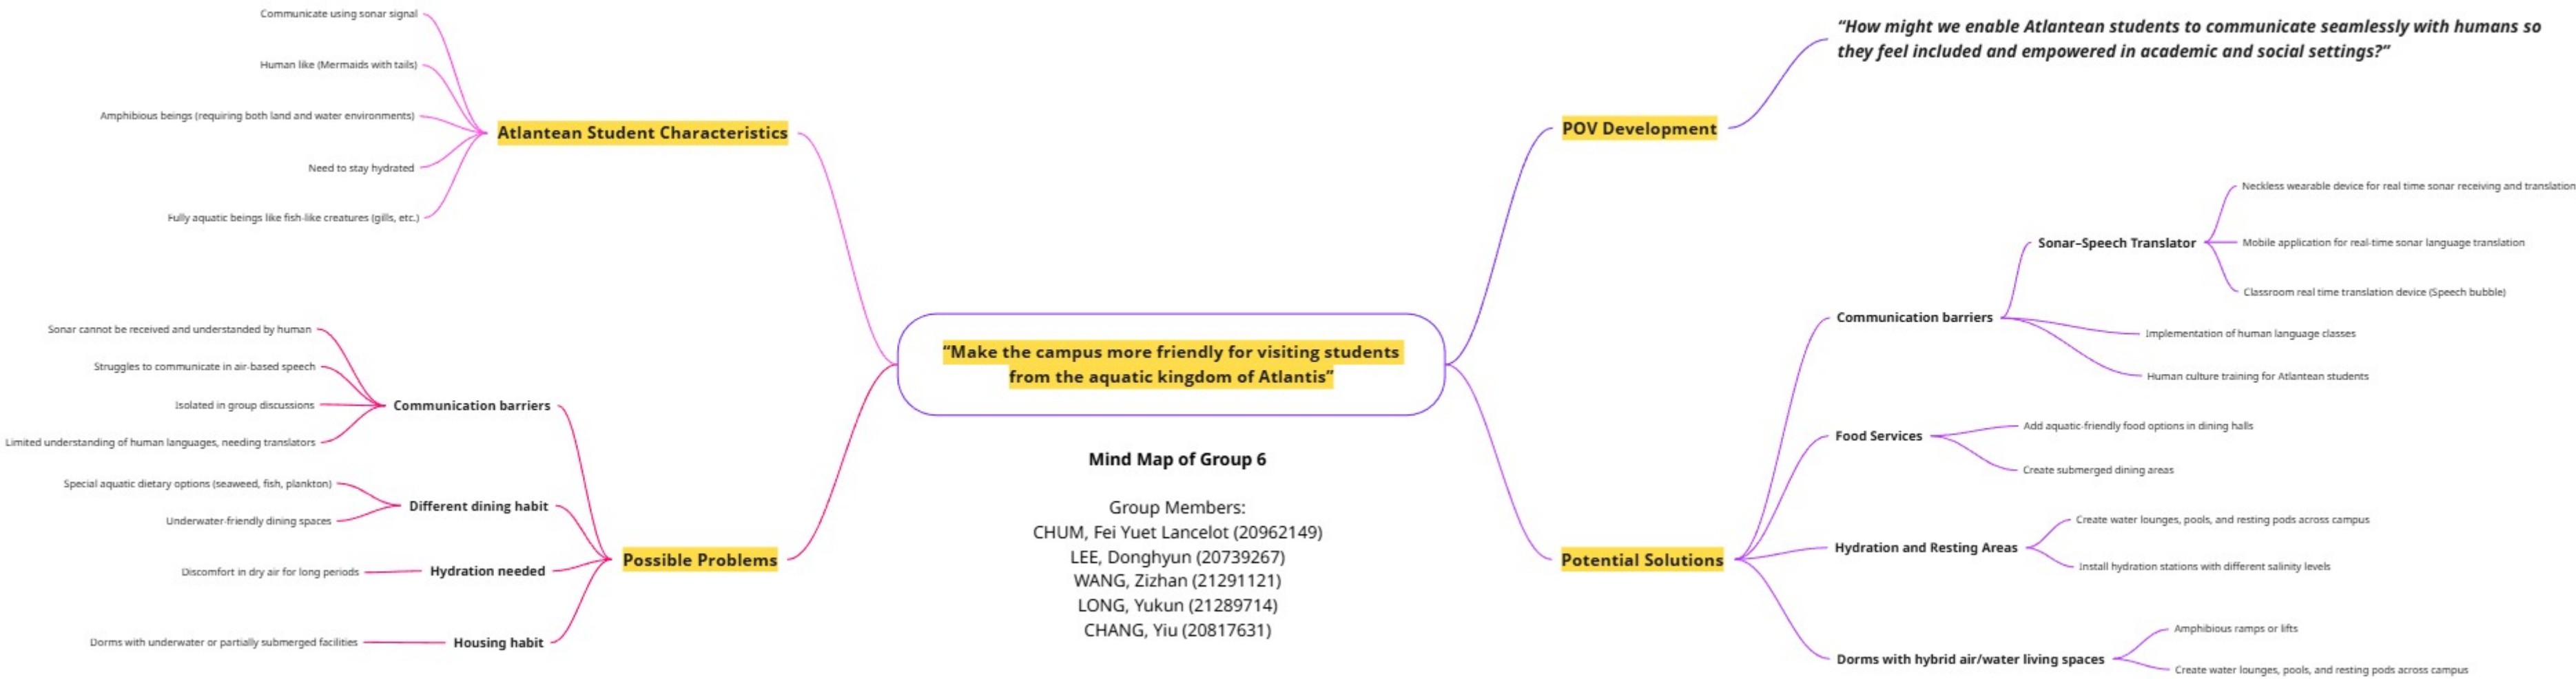 Communicate using sonar signal
Human like (Mermaids with tails)
Amphibious beings (requiring both land and water environments)
Need to stay hydrated
Fully aquatic beings like fish-like creatures (gills, etc.)
Atlantean Student Characteristics
Sonar cannot be received and understanded by human
Struggles to communicate in air-based speech
Isolated in group discussions
Limited understanding of human languages, needing translators
Communication barriers
Special aquatic dietary options (seaweed, fish, plankton)
Underwater-friendly dining spaces
Different dining habit
Discomfort in dry air for long periods
Hydration needed
Dorms with underwater or partially submerged facilities
Housing habit
Possible Problems
“Make the campus more friendly for visiting students
from the aquatic kingdom of Atlantis”
Mind Map of Group 6
Group Members:
CHUM, Fei Yuet Lancelot (20962149)
LEE, Donghyun (20739267)
WANG, Zizhan (21291121)
LONG, Yukun (21289714)
CHANG, Yiu (20817631)
POV Development
“How might we enable Atlantean students to communicate seamlessly with humans so
they feel included and empowered in academic and social settings?”
Potential Solutions
Communication barriers
Sonar–Speech Translator
Neckless wearable device for real time sonar receiving and translation
Mobile application for real-time sonar language translation
Classroom real time translation device (Speech bubble)
Implementation of human language classes
Human culture training for Atlantean students
Food Services
Add aquatic-friendly food options in dining halls
Create submerged dining areas
Hydration and Resting Areas
Create water lounges, pools, and resting pods across campus
Install hydration stations with different salinity levels
Dorms with hybrid air/water living spaces
Amphibious ramps or lifts
Create water lounges, pools, and resting pods across campus